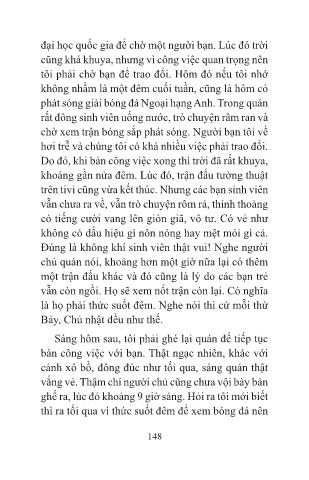 đại học quốc gia để chờ một người bạn. Lúc đó trời
cũng khá khuya, nhưng vì công việc quan trọng nên
tôi phải chờ bạn để trao đổi. Hôm đó nếu tôi nhớ
không nhầm là một đêm cuối tuần, cũng là hôm có
phát sóng giải bóng đá Ngoại hạng Anh. Trong quán
rất đông sinh viên uống nước, trò chuyện râm ran và
chờ xem trận bóng sắp phát sóng. Người bạn tôi về
hơi trễ và chúng tôi có khá nhiều việc phải trao đổi.
Do đó, khi bàn công việc xong thì trời đã rất khuya,
khoảng gần nửa đêm. Lúc đó, trận đấu tường thuật
trên tivi cũng vừa kết thúc. Nhưng các bạn sinh viên
vẫn chưa ra về, vẫn trò chuyện rôm rả, thỉnh thoảng
có tiếng cười vang lên giòn giã, vô tư. Có vẻ như
không có dấu hiệu gì nôn nóng hay mệt mỏi gì cả.
Đúng là không khí sinh viên thật vui! Nghe người
chủ quán nói, khoảng hơn một giờ nữa lại có thêm
một trận đấu khác và đó cũng là lý do các bạn trẻ
vẫn còn ngồi. Họ sẽ xem nốt trận còn lại. Có nghĩa
là họ phải thức suốt đêm. Nghe nói thì cứ mỗi thứ
Bảy, Chủ nhật đều như thế.
Sáng hôm sau, tôi phải ghé lại quán để tiếp tục
bàn công việc với bạn. Thật ngạc nhiên, khác với
cảnh xô bồ, đông đúc như tối qua, sáng quán thật
vắng vẻ. Thậm chí người chủ cũng chưa vội bày bàn
ghế ra, lúc đó khoảng 9 giờ sáng. Hỏi ra tôi mới biết
thì ra tối qua vì thức suốt đêm để xem bóng đá nên
148